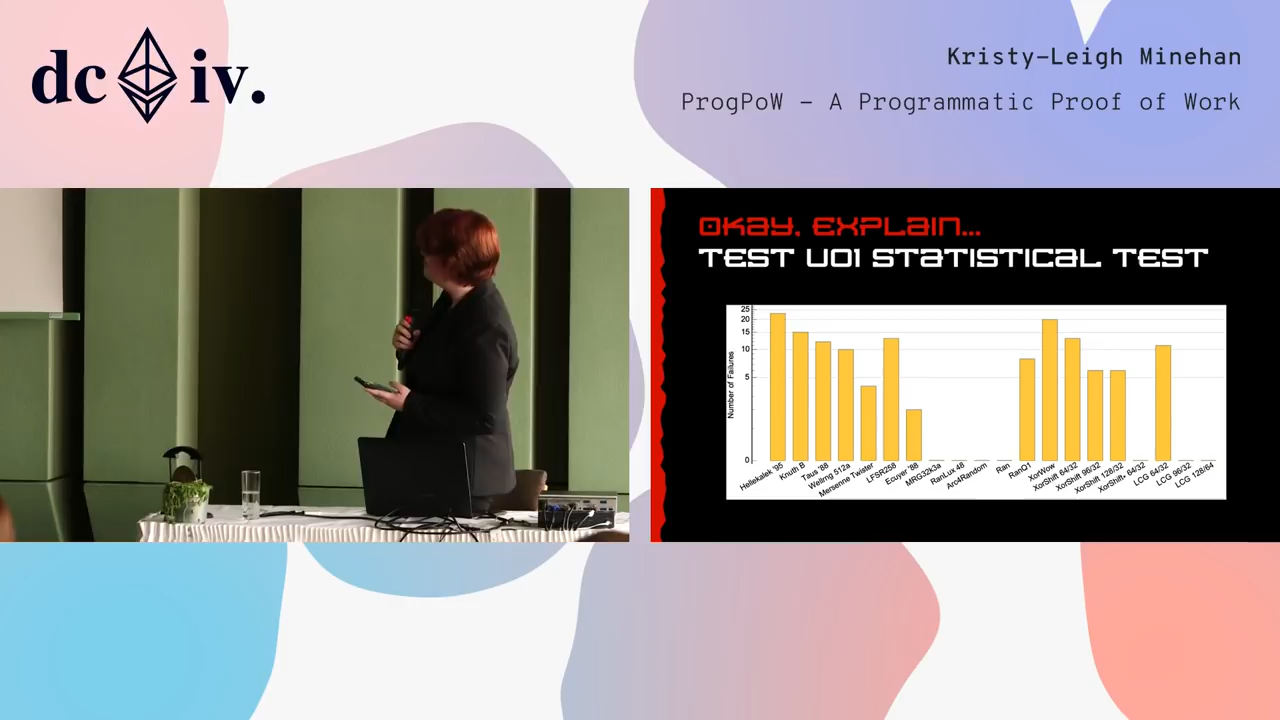 dc iv.
Kristy-Leigh Minehan
ProgPoW - A Programmatic Proof of Work
OKAY, EXPLAIN...
TEST U01 STATISTICAL TEST
Number of Failures
25
20
15
10
5
0
Hellekalek '95
Knuth B
Taus '88
Wellrng 512a
Mersenne Twister
LFSR258
Ecuyer '88
MRG32k3a
RanLux 48
Arc4Random
Ran
RanQ1
XorWow
XorShift 64/32
XorShift 96/32
XorShift 128/32
XorShift* 64/32
LCG 64/32
LCG 96/32
LCG 128/64